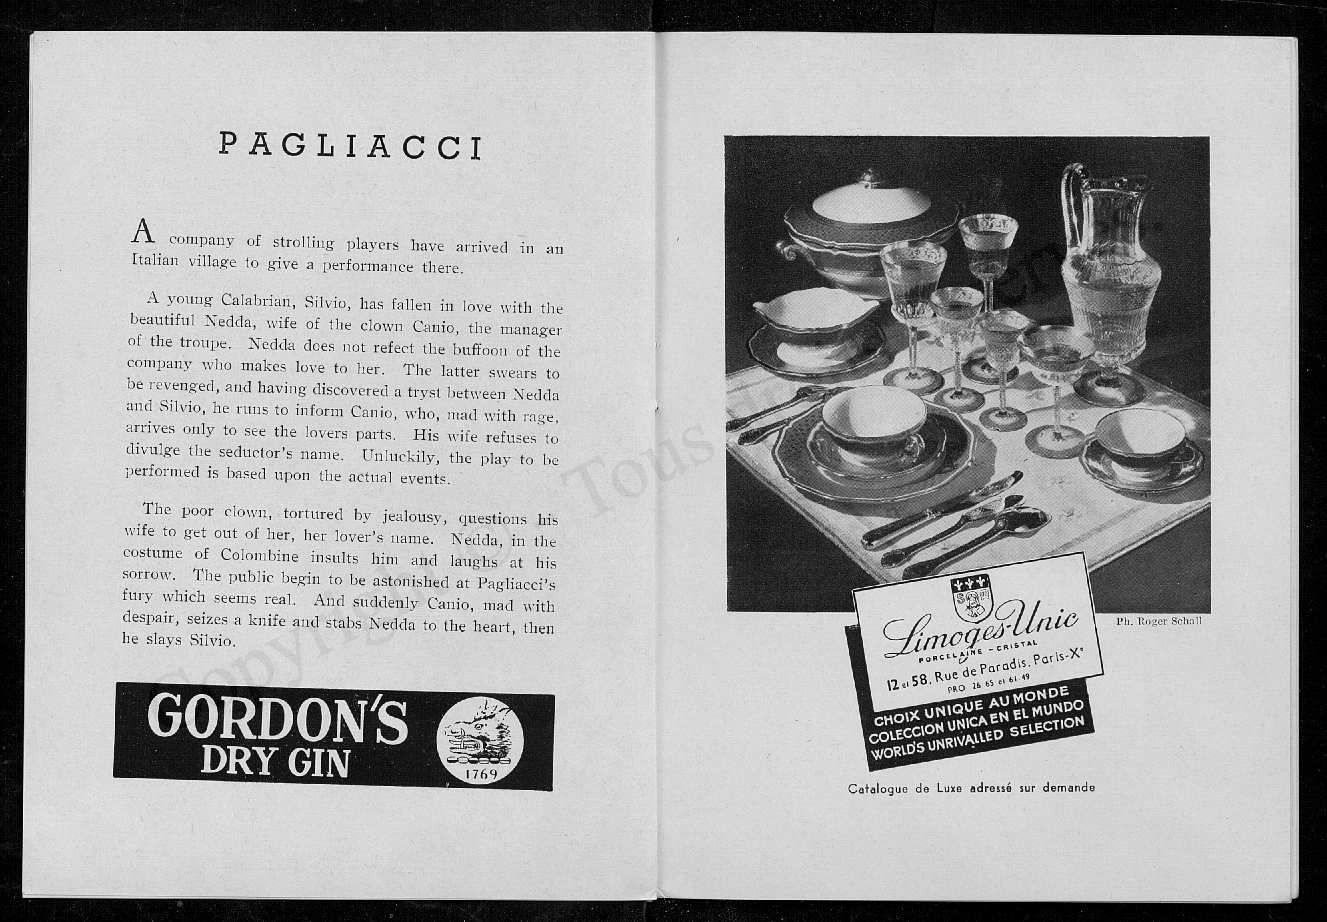 PAGLIACCI
A company of strolling players have arrived in an
Italian village to give a performance there.
A young Calabrian, Silvio, has fallen in love with the
beautiful Nedda, wife of the clown Canio, the manager
of the troupe. Nedda does not refect the buffoon of the
company who makes love to her. The latter swears to
be revenged, and having discovered a tryst between Nedda
and Silvio, he runs to inform Canio, who, mad with rage,
arrives only to see the lovers parts. His wife refuses to
divulge the seductor's name. Unluckily, the play to be
performed is based upon the actual events.
The poor clown, tortured by jealousy, questions his
wife to get out of her, her lover's name. Nedda, in the
costume of Colombine insults him and laughs at his
sorrow. The public begin to be astonished at Pagliacci's
fury which seems real. And suddenly Canio, mad with
despair, seizes a knife and stabs Nedda to the heart, then
he slays Silvio.
GORDON'S
DRY GIN
1769
Ph. Roger Schall
Limoges-Unic
PORCELAINE - CRISTAL
12 et 58, Rue de Paradis, Paris-Xe
PRO 26 65 et 61-49
CHOIX UNIQUE AU MONDE
COLECCION UNICA EN EL MUNDO
WORLD'S UNRIVALLED SELECTION
Catalogue de Luxe adressé sur demande
Copyright © Tous